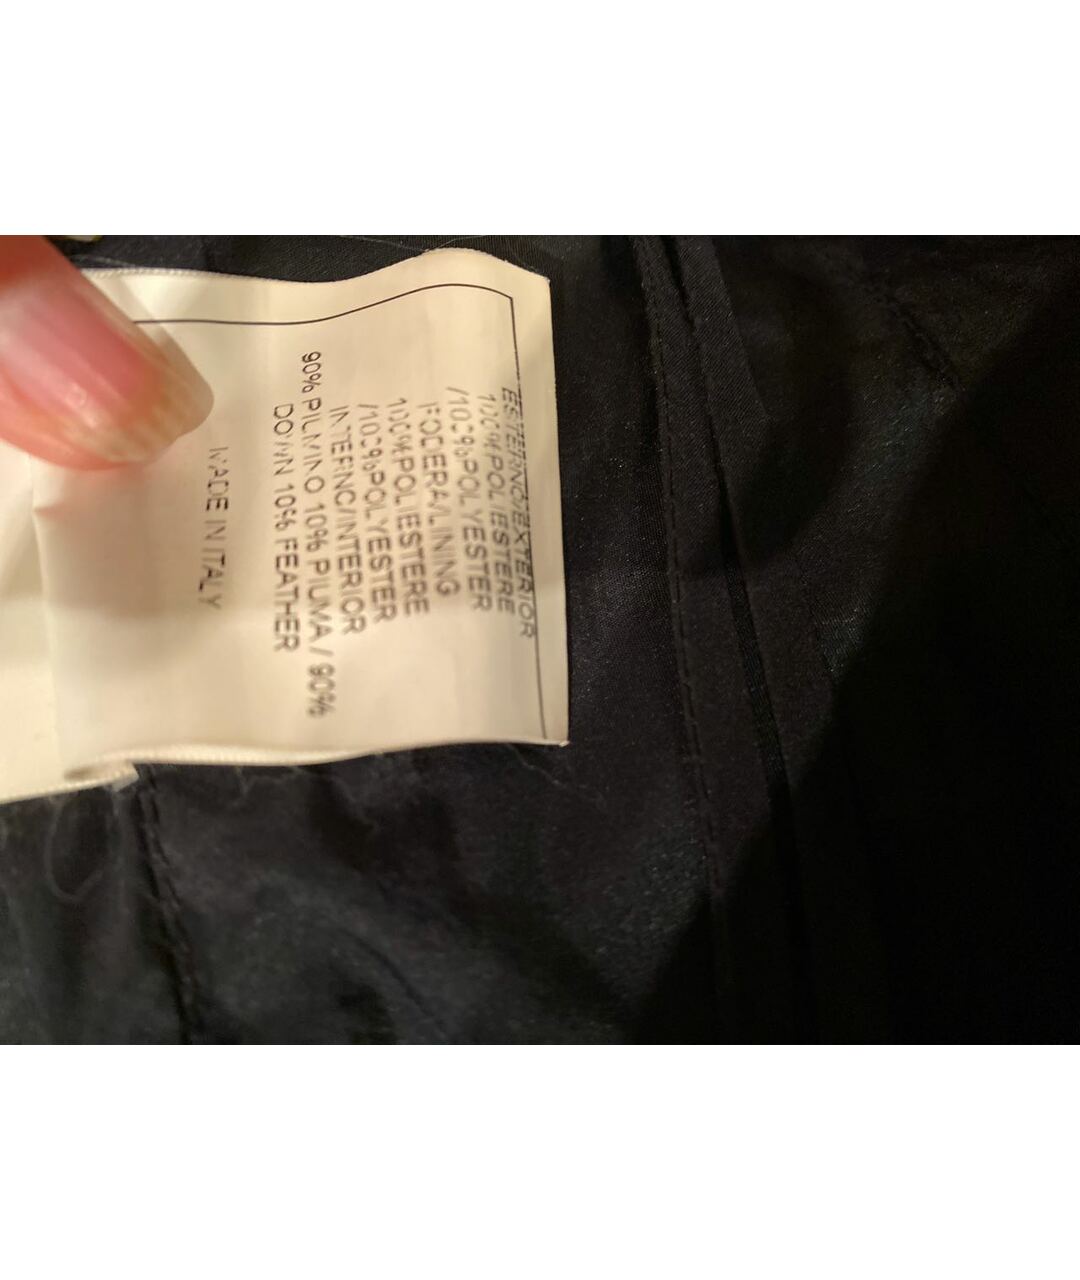 ESTERNO/EXTERIOR
100%POLIESTERE
/100%POLYESTER
FODERA/LINING
100%POLIESTERE
/100%POLYESTER
INTERNO/INTERIOR
90% PIUMINO 10% PIUMA / 90%
DOWN 10% FEATHER
MADE IN ITALY